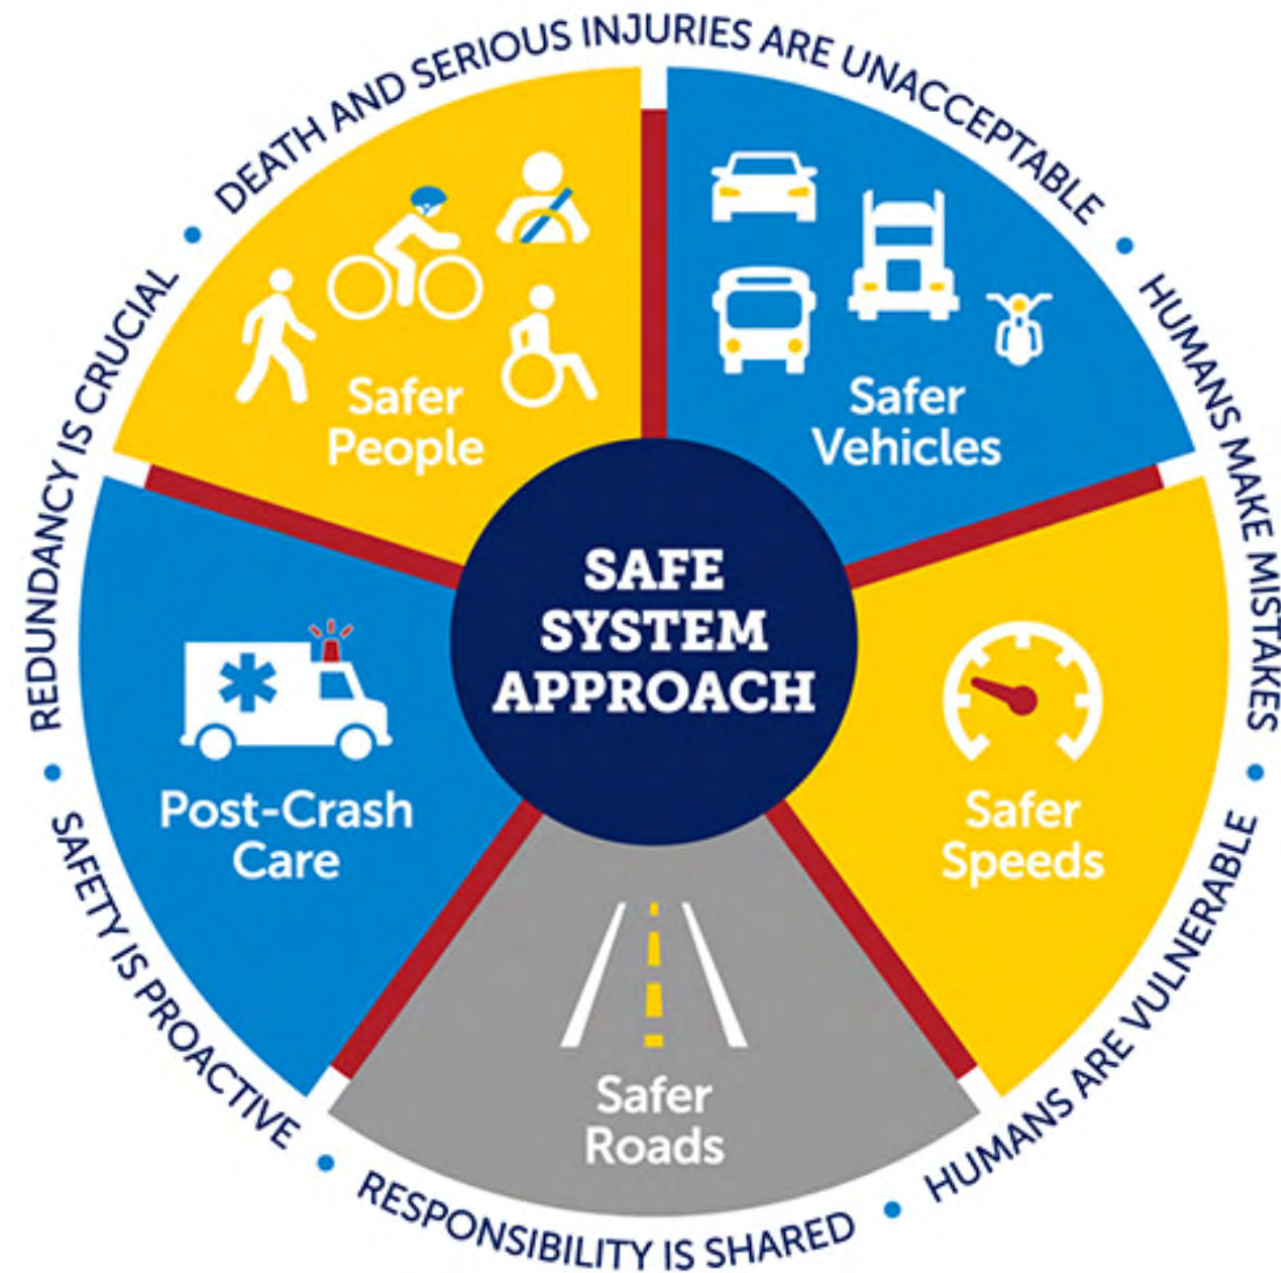 DEATH AND SERIOUS INJURIES ARE UNACCEPTABLE
HUMANS MAKE MISTAKES
HUMANS ARE VULNERABLE
RESPONSIBILITY IS SHARED
SAFETY IS PROACTIVE
REDUNDANCY IS CRUCIAL
Safer
People
Safer
Vehicles
SAFE
SYSTEM
APPROACH
Safer
Speeds
Post-Crash
Care
Safer
Roads